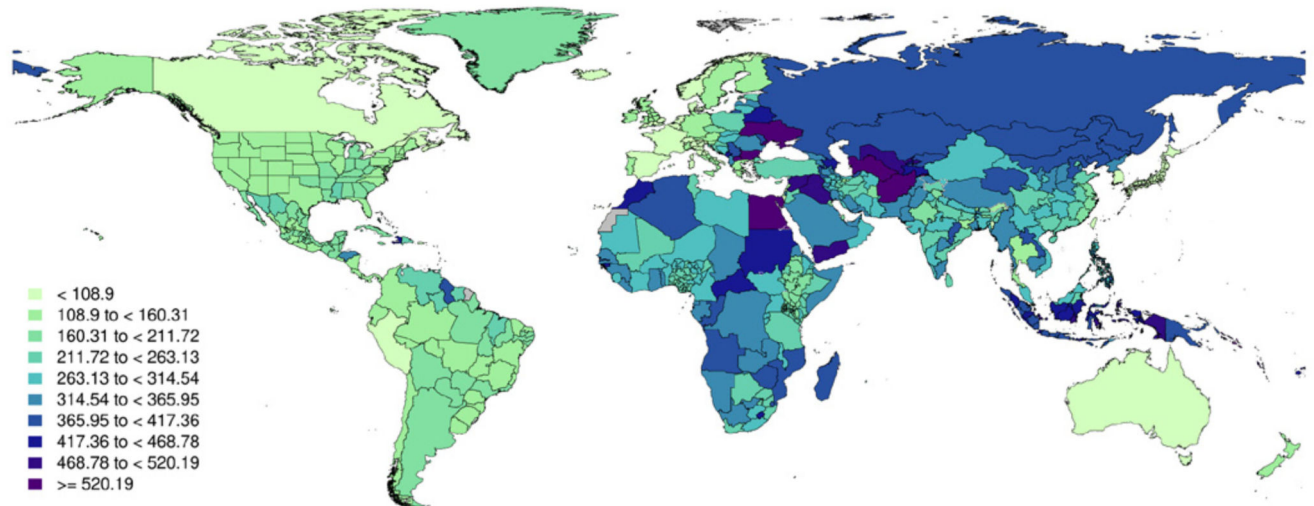 < 108.9
108.9 to < 160.31
160.31 to < 211.72
211.72 to < 263.13
263.13 to < 314.54
314.54 to < 365.95
365.95 to < 417.36
417.36 to < 468.78
468.78 to < 520.19
>= 520.19